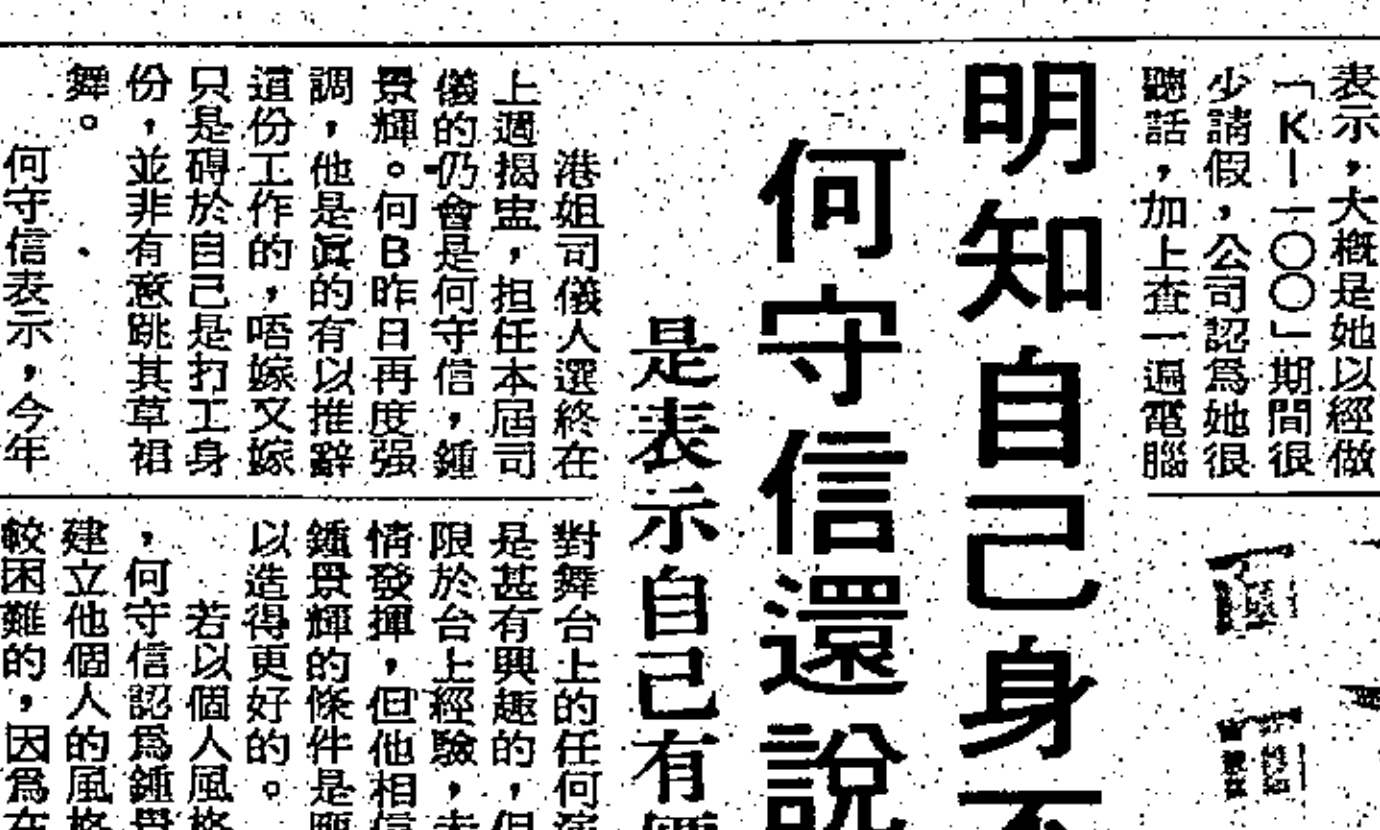 表示，大槪是她以經做
「K—一〇〇」期間很
少請假，公司認爲她很
聽話，加上查一遍電腦
明知自己身不
何守信還說
是表示自己有
港姐司儀人選終在
上週揭盅，担任本屆司
儀的仍會是何守信，鍾
景輝。何B昨日再度强
調，他是眞的有以推辭
這份工作的，唔嫁又嫁
只是碍於自己是打工身
份，並非有意跳其草裙
舞。
何守信表示，今年
對舞台上的任何演
是甚有興趣的，但
限於台上經驗，未
情發揮，但他相信
鍾景輝的條件是應
以造得更好的。
若以個人風格
，何守信認爲鍾景
建立他個人的風格
較困難的，因爲在